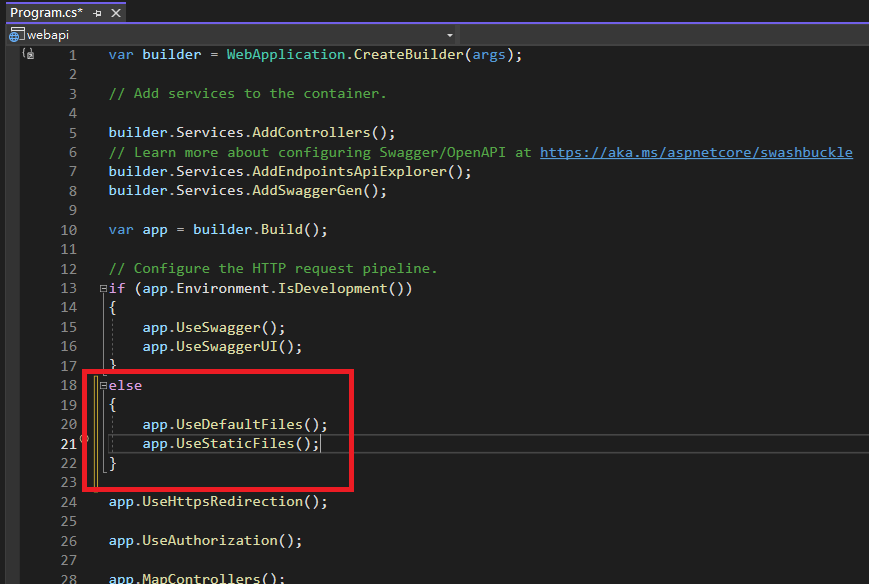 Program.cs*
webapi
1 var builder = WebApplication.CreateBuilder(args);
2
3 // Add services to the container.
4
5 builder.Services.AddControllers();
6 // Learn more about configuring Swagger/OpenAPI at https://aka.ms/aspnetcore/swashbuckle
7 builder.Services.AddEndpointsApiExplorer();
8 builder.Services.AddSwaggerGen();
9
10 var app = builder.Build();
11
12 // Configure the HTTP request pipeline.
13 if (app.Environment.IsDevelopment())
14 {
15 app.UseSwagger();
16 app.UseSwaggerUI();
17 }
18 else
19 {
20 app.UseDefaultFiles();
21 app.UseStaticFiles();
22 }
23
24 app.UseHttpsRedirection();
25
26 app.UseAuthorization();
27
28 app.MapControllers();